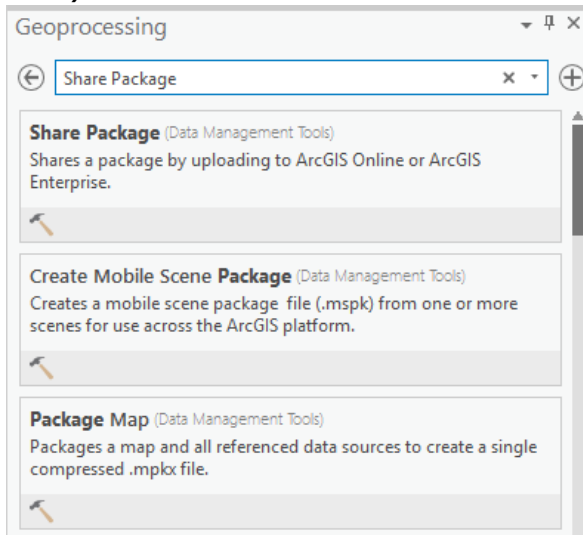 Geoprocessing
Share Package
Share Package (Data Management Tools)
Shares a package by uploading to ArcGIS Online or ArcGIS
Enterprise.
Create Mobile Scene Package (Data Management Tools)
Creates a mobile scene package file (.mspk) from one or more
scenes for use across the ArcGIS platform.
Package Map (Data Management Tools)
Packages a map and all referenced data sources to create a single
compressed .mpkx file.